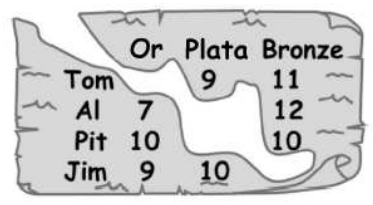 Or Plata Bronze
Tom 9 11
Al 7 12
Pit 10 10
Jim 9 10